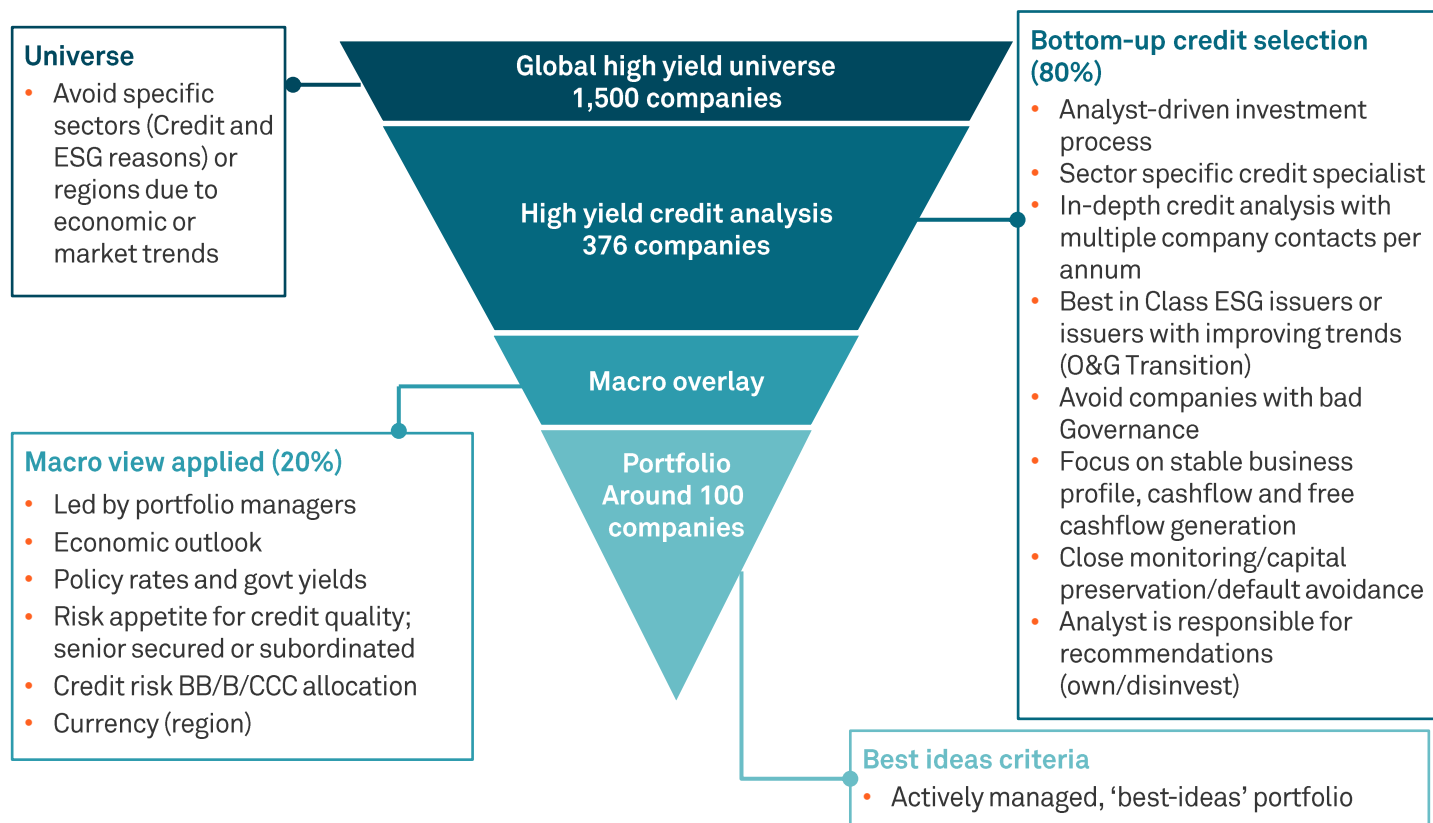 Universe
• Avoid specific
sectors (Credit and
ESG reasons) or
regions due to
economic or
market trends
Global high yield universe
1,500 companies
High yield credit analysis
376 companies
Macro overlay
Portfolio
Around 100
companies
Bottom-up credit selection
(80%)
• Analyst-driven investment
process
• Sector specific credit specialist
• In-depth credit analysis with
multiple company contacts per
annum
• Best in Class ESG issuers or
issuers with improving trends
(O&G Transition)
• Avoid companies with bad
Governance
• Focus on stable business
profile, cashflow and free
cashflow generation
• Close monitoring/capital
preservation/default avoidance
• Analyst is responsible for
recommendations
(own/disinvest)
Macro view applied (20%)
• Led by portfolio managers
• Economic outlook
• Policy rates and govt yields
• Risk appetite for credit quality;
senior secured or subordinated
• Credit risk BB/B/CCC allocation
• Currency (region)
Best ideas criteria
• Actively managed, ‘best-ideas’ portfolio